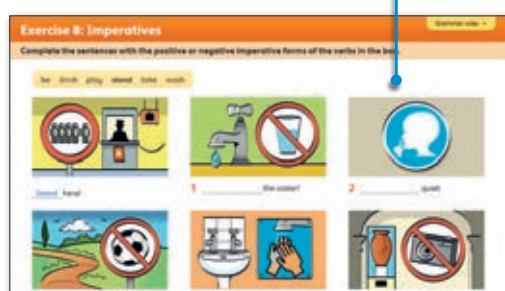 Exercise 8: Imperatives
Grammar rules
Complete the sentences with the positive or negative imperative forms of the verbs in the box.
be drink play stand take wash
Stand here!
1 the water!
2 quiet